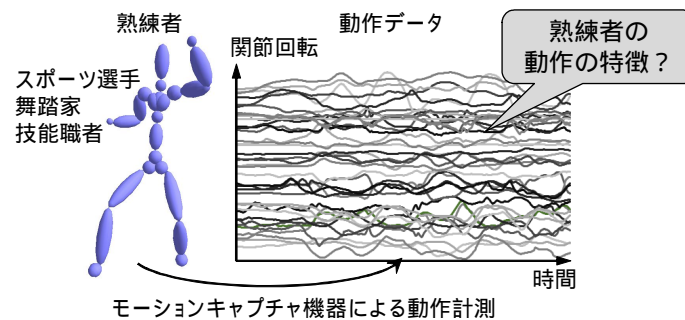 熟練者
スポーツ選手
舞踏家
技能職者
動作データ
関節回転
熟練者の
動作の特徴？
時間
モーションキャプチャ機器による動作計測